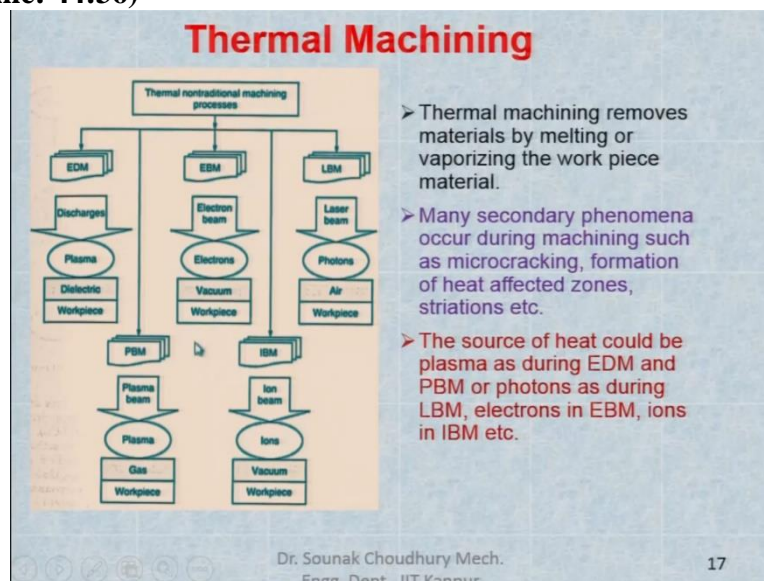 Thermal Machining
Thermal nontraditional machining
processes
EDM
EBM
LBM
Discharges
Electron
beam
Laser
beam
Plasma
Electrons
Photons
Dielectric
Vacuum
Air
Workpiece
Workpiece
Workpiece
PBM
IBM
Plasma
beam
Ion
beam
Plasma
Ions
Gas
Vacuum
Workpiece
Workpiece
➢Thermal machining removes
materials by melting or
vaporizing the work piece
material.
➢Many secondary phenomena
occur during machining such
as microcracking, formation
of heat affected zones,
striations etc.
➢The source of heat could be
plasma as during EDM and
PBM or photons as during
LBM, electrons in EBM, ions
in IBM etc.
Dr. Sounak Choudhury Mech.
Engg. Dept. IIT Kanpur
17